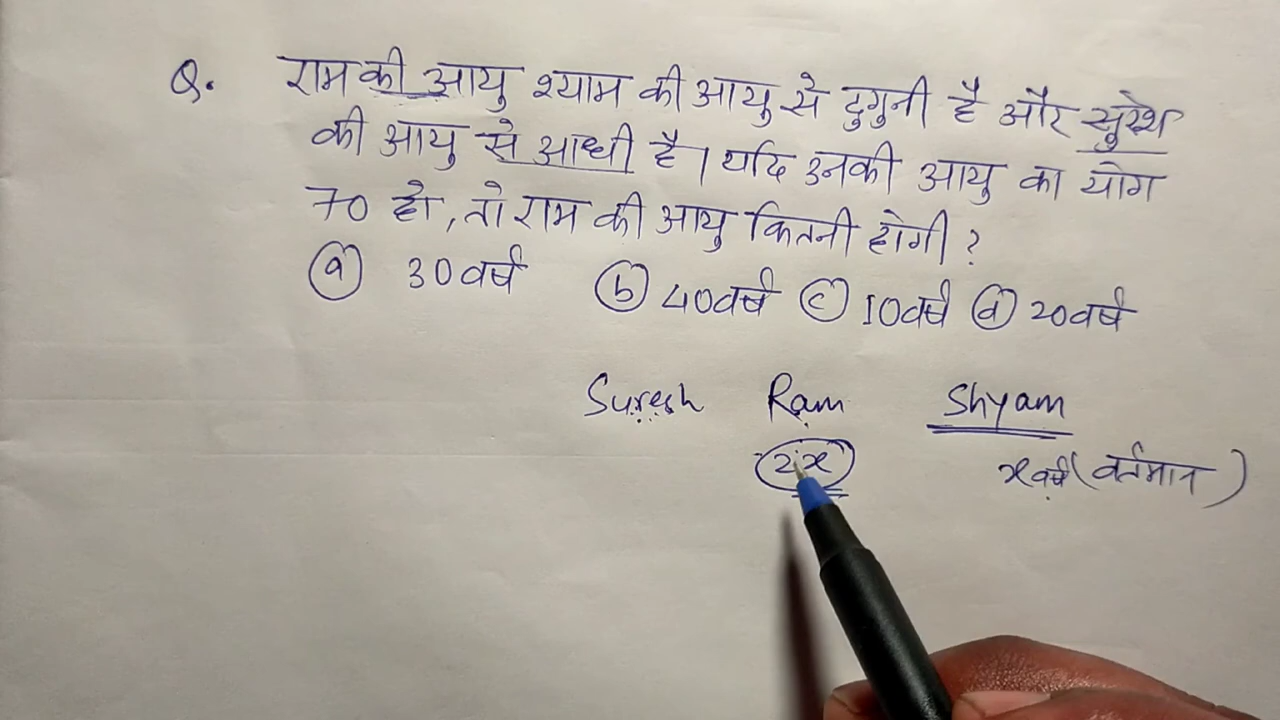 Q. राम की आयु श्याम की आयु से दुगुनी है और सुरेश
की आयु से आधी है। यदि उनकी आयु का योग
70 हो, तो राम की आयु कितनी होगी ?
(a) 30 वर्ष (b) 40 वर्ष (c) 10 वर्ष (d) 20 वर्ष
Suresh Ram Shyam
2x x वर्ष (वर्तमान)